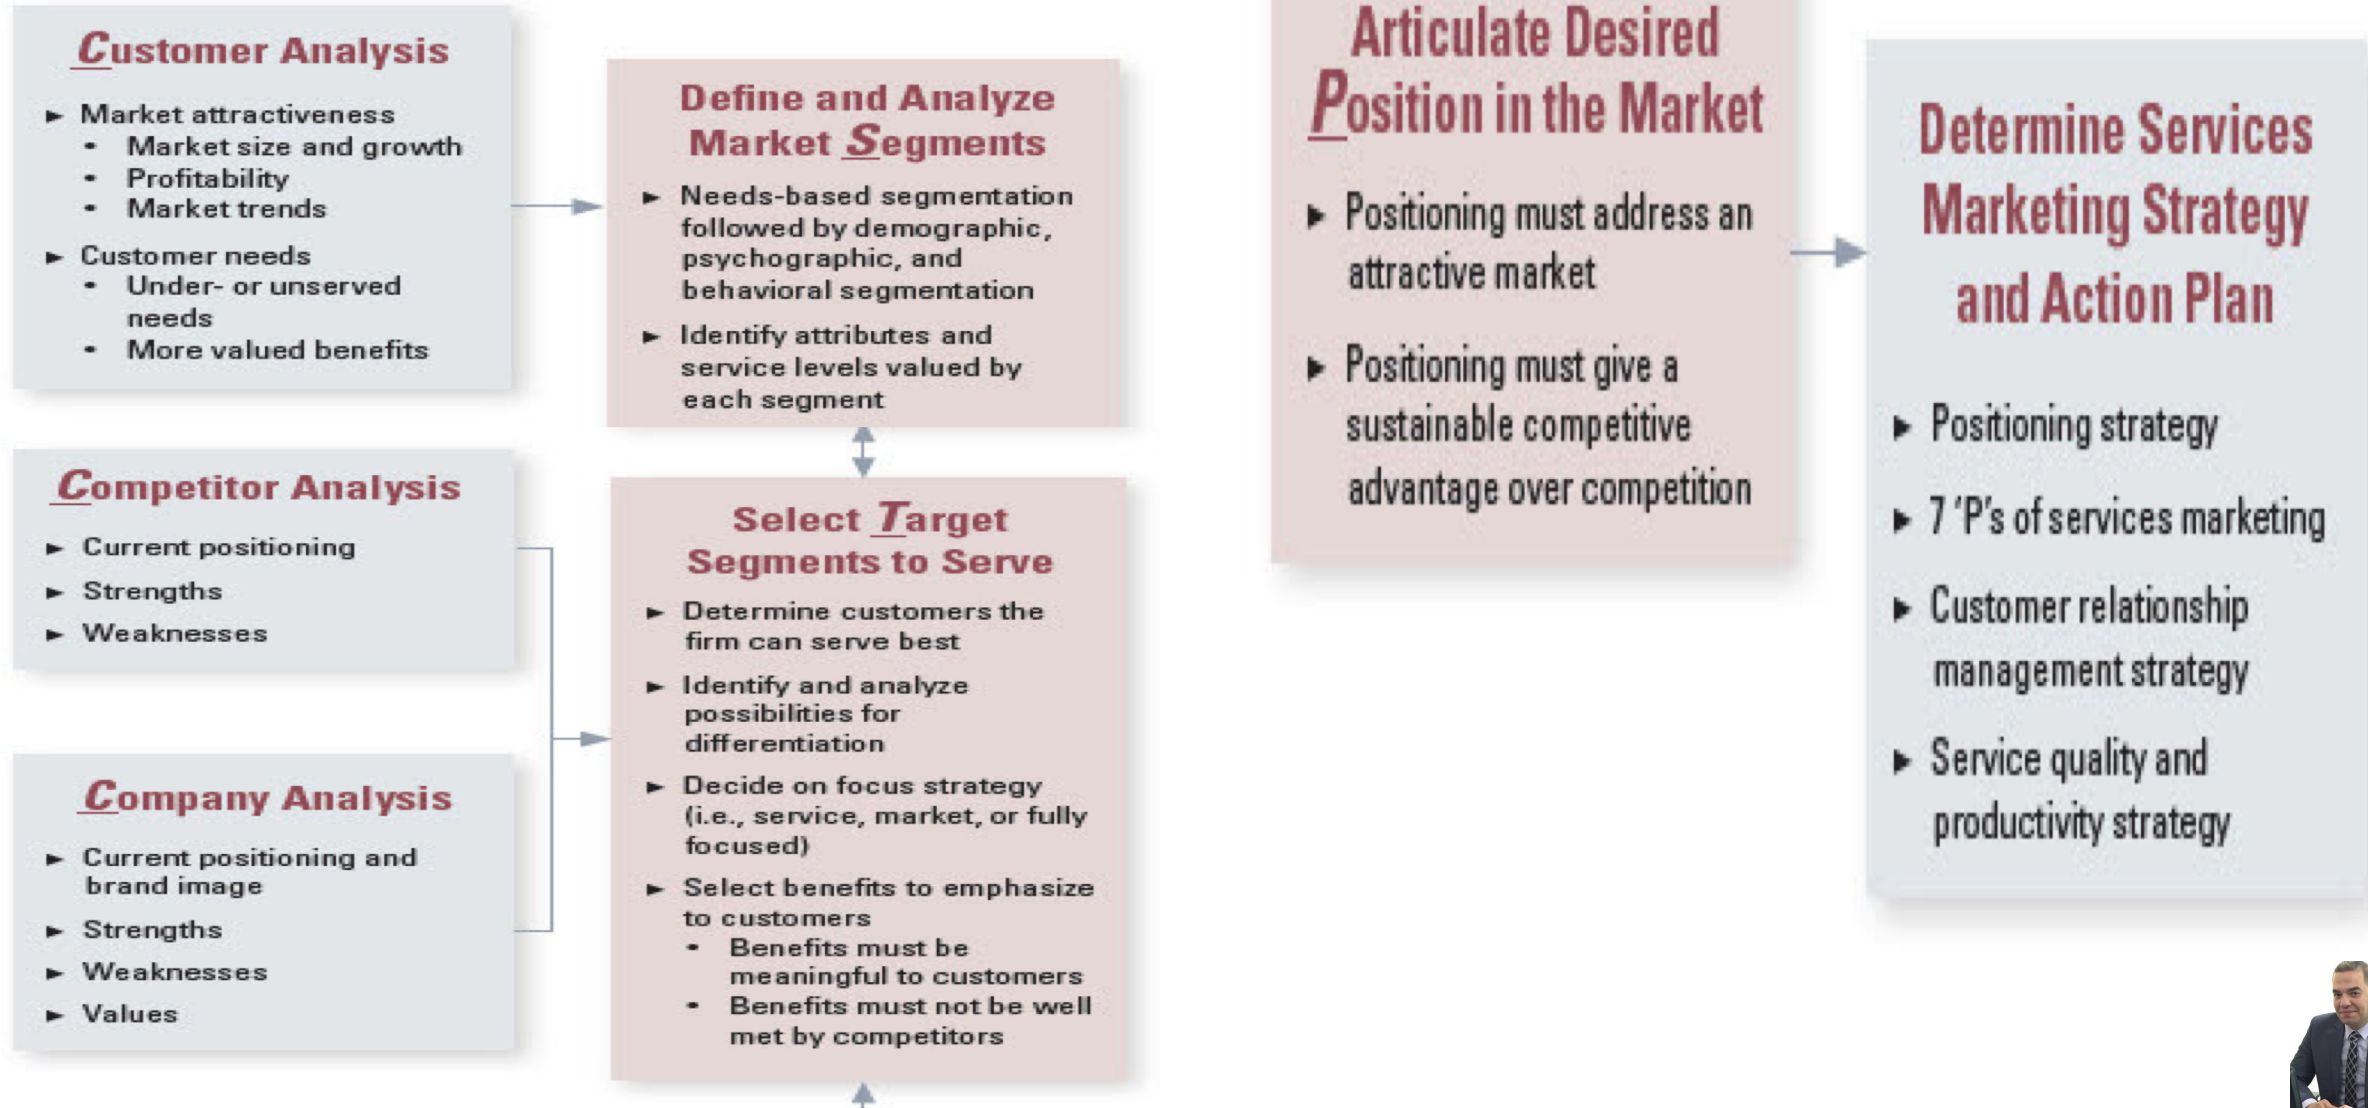 Customer Analysis
► Market attractiveness
• Market size and growth
• Profitability
• Market trends
► Customer needs
• Under- or unserved
needs
• More valued benefits
Competitor Analysis
► Current positioning
► Strengths
► Weaknesses
Company Analysis
► Current positioning and
brand image
► Strengths
► Weaknesses
► Values
Define and Analyze
Market Segments
► Needs-based segmentation
followed by demographic,
psychographic, and
behavioral segmentation
► Identify attributes and
service levels valued by
each segment
Select Target
Segments to Serve
► Determine customers the
firm can serve best
► Identify and analyze
possibilities for
differentiation
► Decide on focus strategy
(i.e., service, market, or fully
focused)
► Select benefits to emphasize
to customers
• Benefits must be
meaningful to customers
• Benefits must not be well
met by competitors
Articulate Desired
Position in the Market
► Positioning must address an
attractive market
► Positioning must give a
sustainable competitive
advantage over competition
Determine Services
Marketing Strategy
and Action Plan
► Positioning strategy
► 7 'P's of services marketing
► Customer relationship
management strategy
► Service quality and
productivity strategy